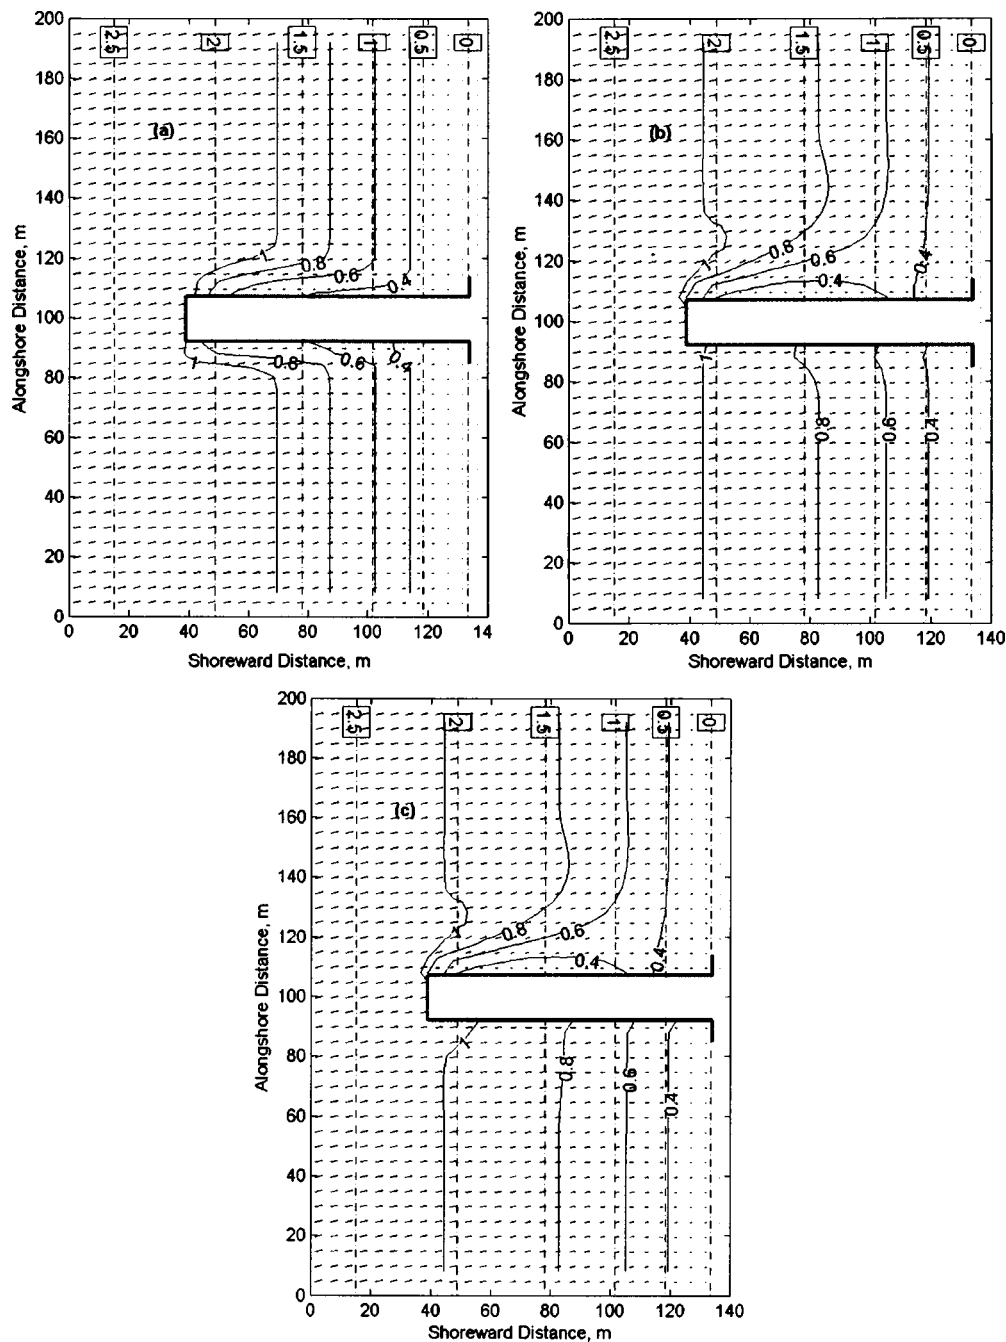 200 2.5 2 1.5 1 0.5 0
180
160 (a)
140
120 1 0.8 0.6 0.4
100
80 1 0.8 0.6 0.4
60
40
20
0
0 20 40 60 80 100 120 14
Shoreward Distance, m
Alongshore Distance, m
200 2.5 2 1.5 1 0.5 0
180
160 (b)
140
120 1 0.8 0.6 0.4 0.4
100
80 1
60 0.8 0.6 0.4
40
20
0
0 20 40 60 80 100 120 140
Shoreward Distance, m
Alongshore Distance, m
200 2.5 2 1.5 1 0.5 0
180
160 (c)
140
120 1 0.8 0.6 0.4 0.4
100
80 1 0.8 0.6
60 0.4
40
20
0
0 20 40 60 80 100 120 140
Shoreward Distance, m
Alongshore Distance, m